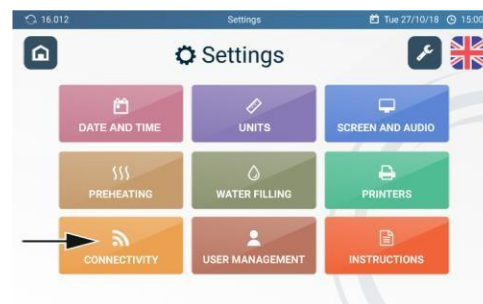 16.012 Settings Tue 27/10/18 15:00
Settings
DATE AND TIME UNITS SCREEN AND AUDIO
PREHEATING WATER FILLING PRINTERS
CONNECTIVITY USER MANAGEMENT INSTRUCTIONS